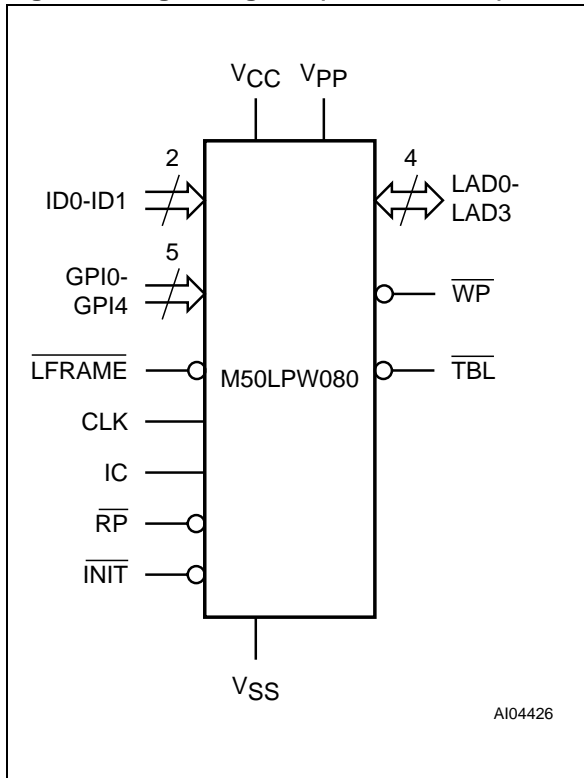 VCC VPP
2
4
ID0-ID1
LAD0-
LAD3
5
GPI0-
GPI4
WP
LFRAME
M50LPW080
TBL
CLK
IC
RP
INIT
VSS
AI04426